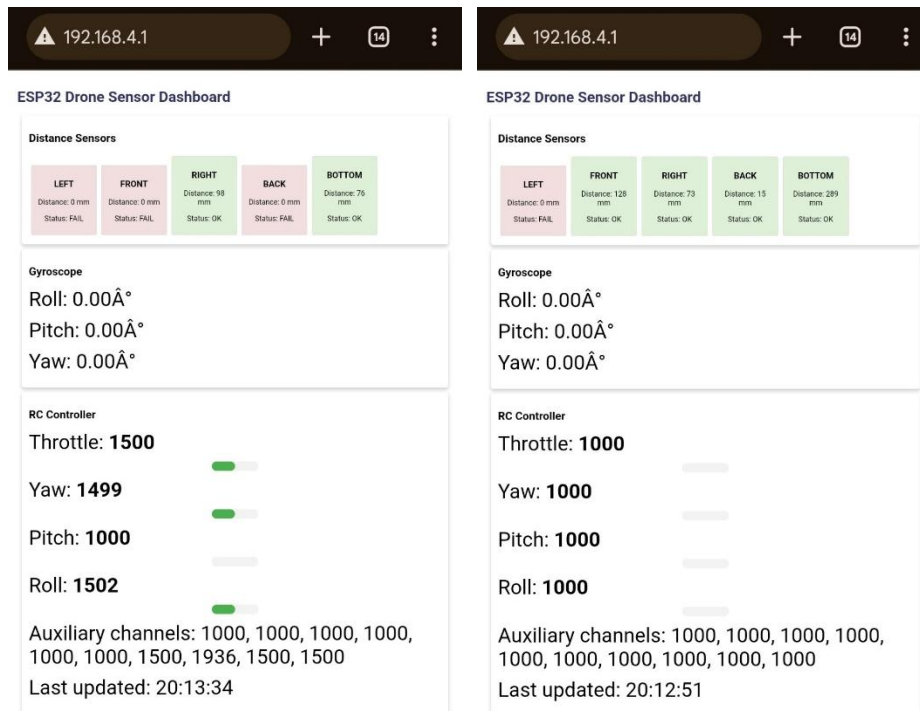 192.168.4.1
14
ESP32 Drone Sensor Dashboard
Distance Sensors
LEFT
Distance: 0 mm
Status: FAIL
FRONT
Distance: 0 mm
Status: FAIL
RIGHT
Distance: 98
mm
Status: OK
BACK
Distance: 0 mm
Status: FAIL
BOTTOM
Distance: 76
mm
Status: OK
Gyroscope
Roll: 0.00Â°
Pitch: 0.00Â°
Yaw: 0.00Â°
RC Controller
Throttle: 1500
Yaw: 1499
Pitch: 1000
Roll: 1502
Auxiliary channels: 1000, 1000, 1000, 1000,
1000, 1000, 1500, 1936, 1500, 1500
Last updated: 20:13:34
192.168.4.1
14
ESP32 Drone Sensor Dashboard
Distance Sensors
LEFT
Distance: 0 mm
Status: FAIL
FRONT
Distance: 128
mm
Status: OK
RIGHT
Distance: 73
mm
Status: OK
BACK
Distance: 15
mm
Status: OK
BOTTOM
Distance: 289
mm
Status: OK
Gyroscope
Roll: 0.00Â°
Pitch: 0.00Â°
Yaw: 0.00Â°
RC Controller
Throttle: 1000
Yaw: 1000
Pitch: 1000
Roll: 1000
Auxiliary channels: 1000, 1000, 1000, 1000,
1000, 1000, 1000, 1000, 1000, 1000
Last updated: 20:12:51